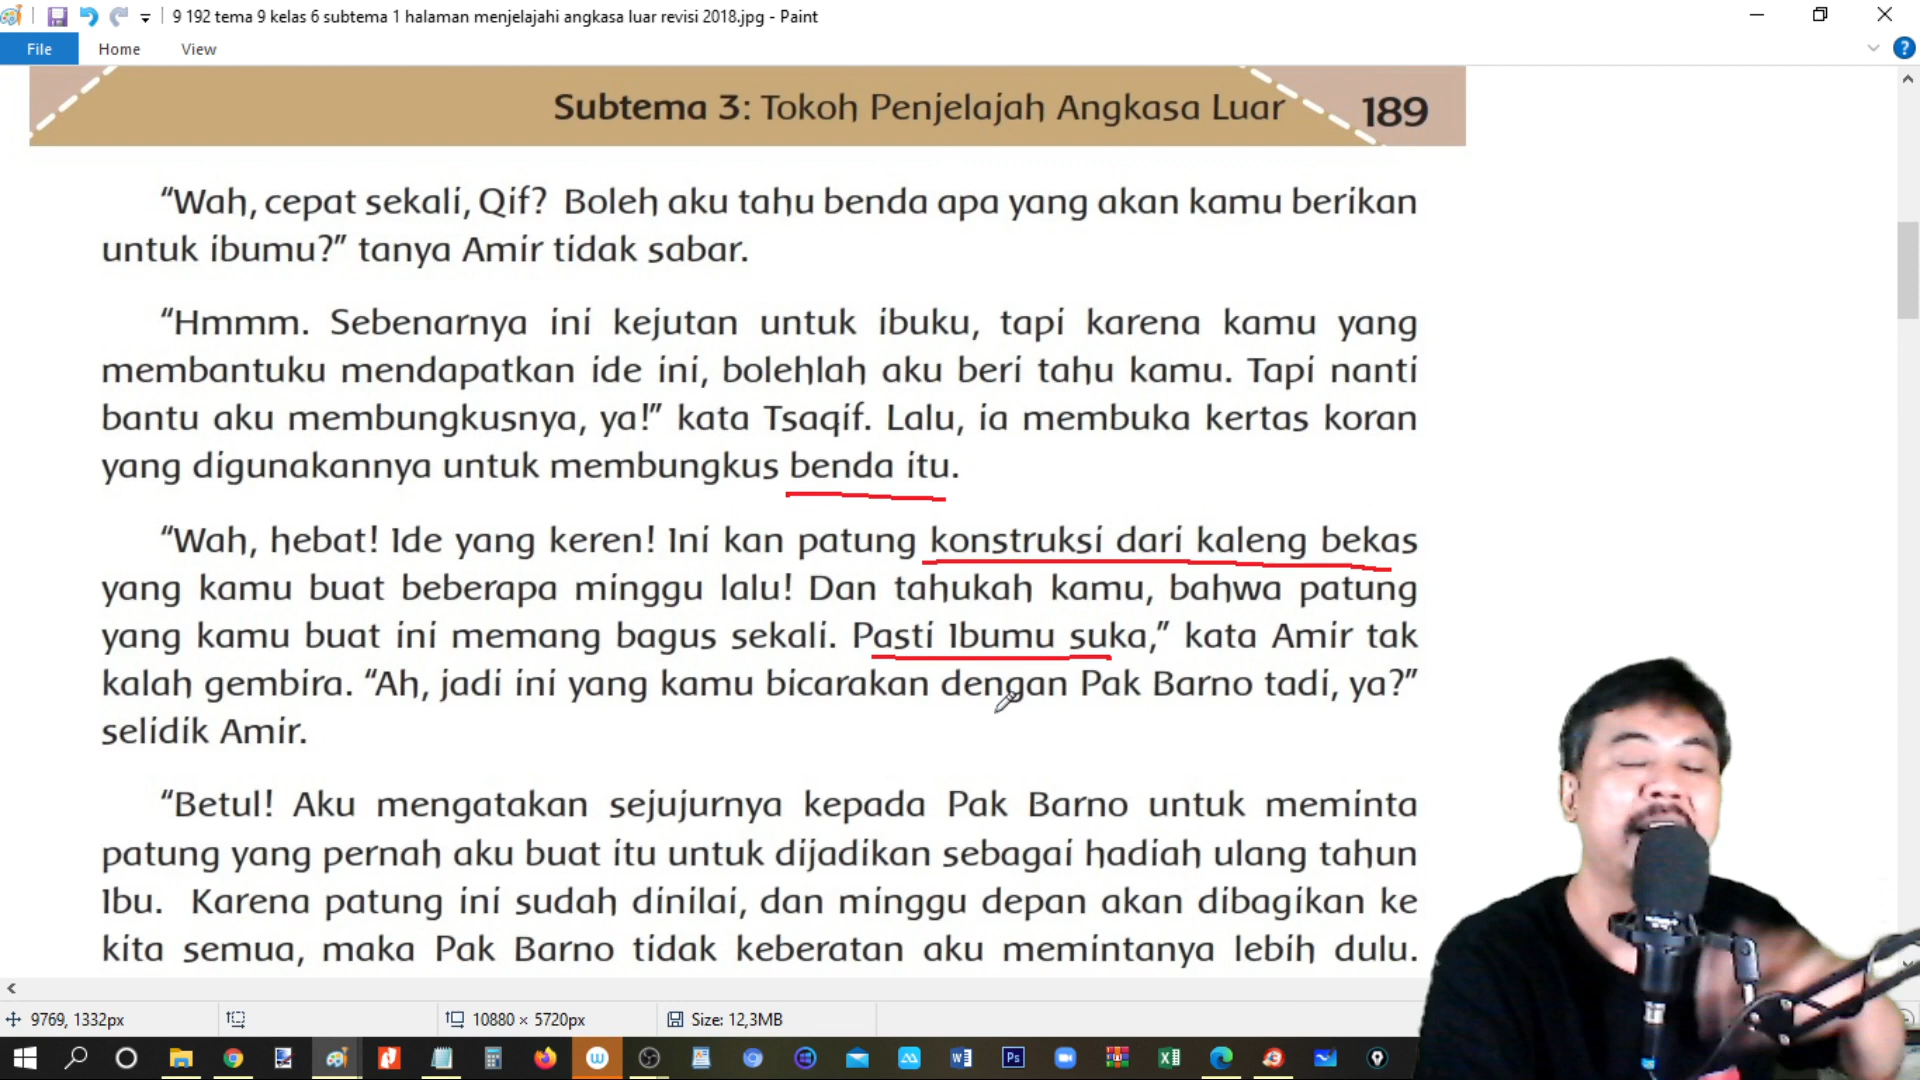 9 192 tema 9 kelas 6 subtema 1 halaman menjelajahi angkasa luar revisi 2018.jpg - Paint
File Home View
Subtema 3: Tokoh Penjelajah Angkasa Luar 189
“Wah, cepat sekali, Qif? Boleh aku tahu benda apa yang akan kamu berikan
untuk ibumu?” tanya Amir tidak sabar.
“Hmmm. Sebenarnya ini kejutan untuk ibuku, tapi karena kamu yang
membantuku mendapatkan ide ini, bolehlah aku beri tahu kamu. Tapi nanti
bantu aku membungkusnya, ya!” kata Tsaqif. Lalu, ia membuka kertas koran
yang digunakannya untuk membungkus benda itu.
“Wah, hebat! Ide yang keren! Ini kan patung konstruksi dari kaleng bekas
yang kamu buat beberapa minggu lalu! Dan tahukah kamu, bahwa patung
yang kamu buat ini memang bagus sekali. Pasti Ibumu suka,” kata Amir tak
kalah gembira. “Ah, jadi ini yang kamu bicarakan dengan Pak Barno tadi, ya?”
selidik Amir.
“Betul! Aku mengatakan sejujurnya kepada Pak Barno untuk meminta
patung yang pernah aku buat itu untuk dijadikan sebagai hadiah ulang tahun
Ibu. Karena patung ini sudah dinilai, dan minggu depan akan dibagikan ke
kita semua, maka Pak Barno tidak keberatan aku memintanya lebih dulu.
9769, 1332px 10880 × 5720px Size: 12,3MB